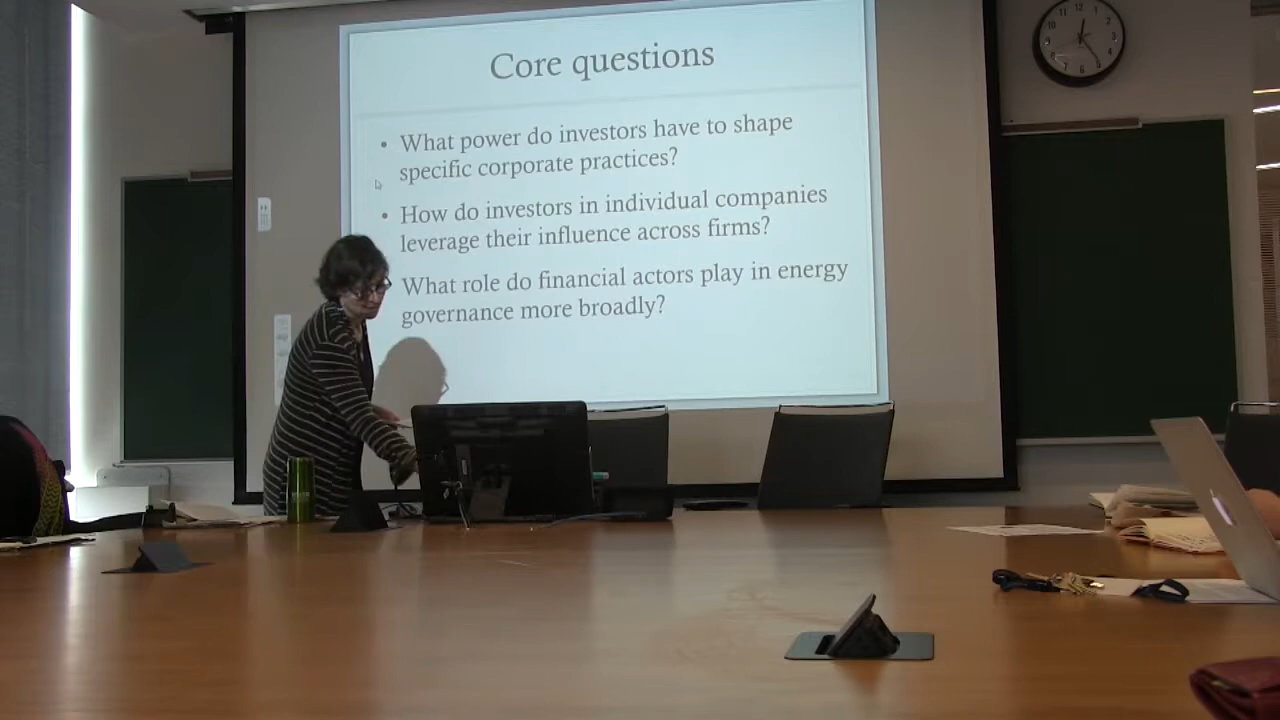 Core questions
• What power do investors have to shape
specific corporate practices?
• How do investors in individual companies
leverage their influence across firms?
What role do financial actors play in energy
governance more broadly?